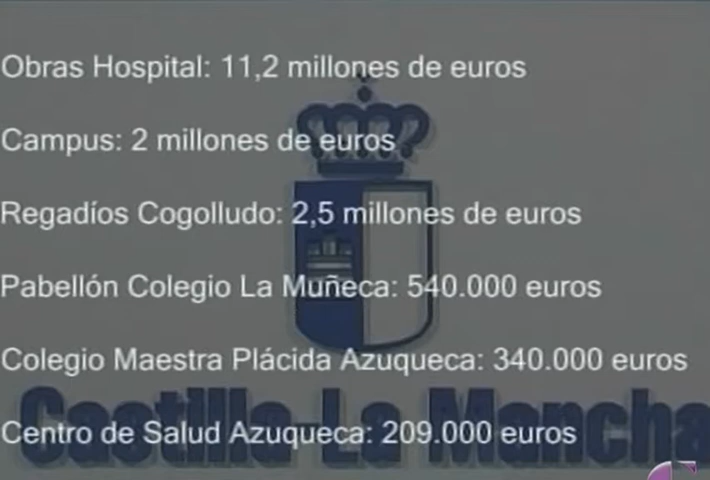 Obras Hospital: 11,2 millones de euros
Campus: 2 millones de euros
Regadíos Cogolludo: 2,5 millones de euros
Pabellón Colegio La Muñeca: 540.000 euros
Colegio Maestra Plácida Azuqueca: 340.000 euros
Castilla-La Mancha
Centro de Salud Azuqueca: 209.000 euros